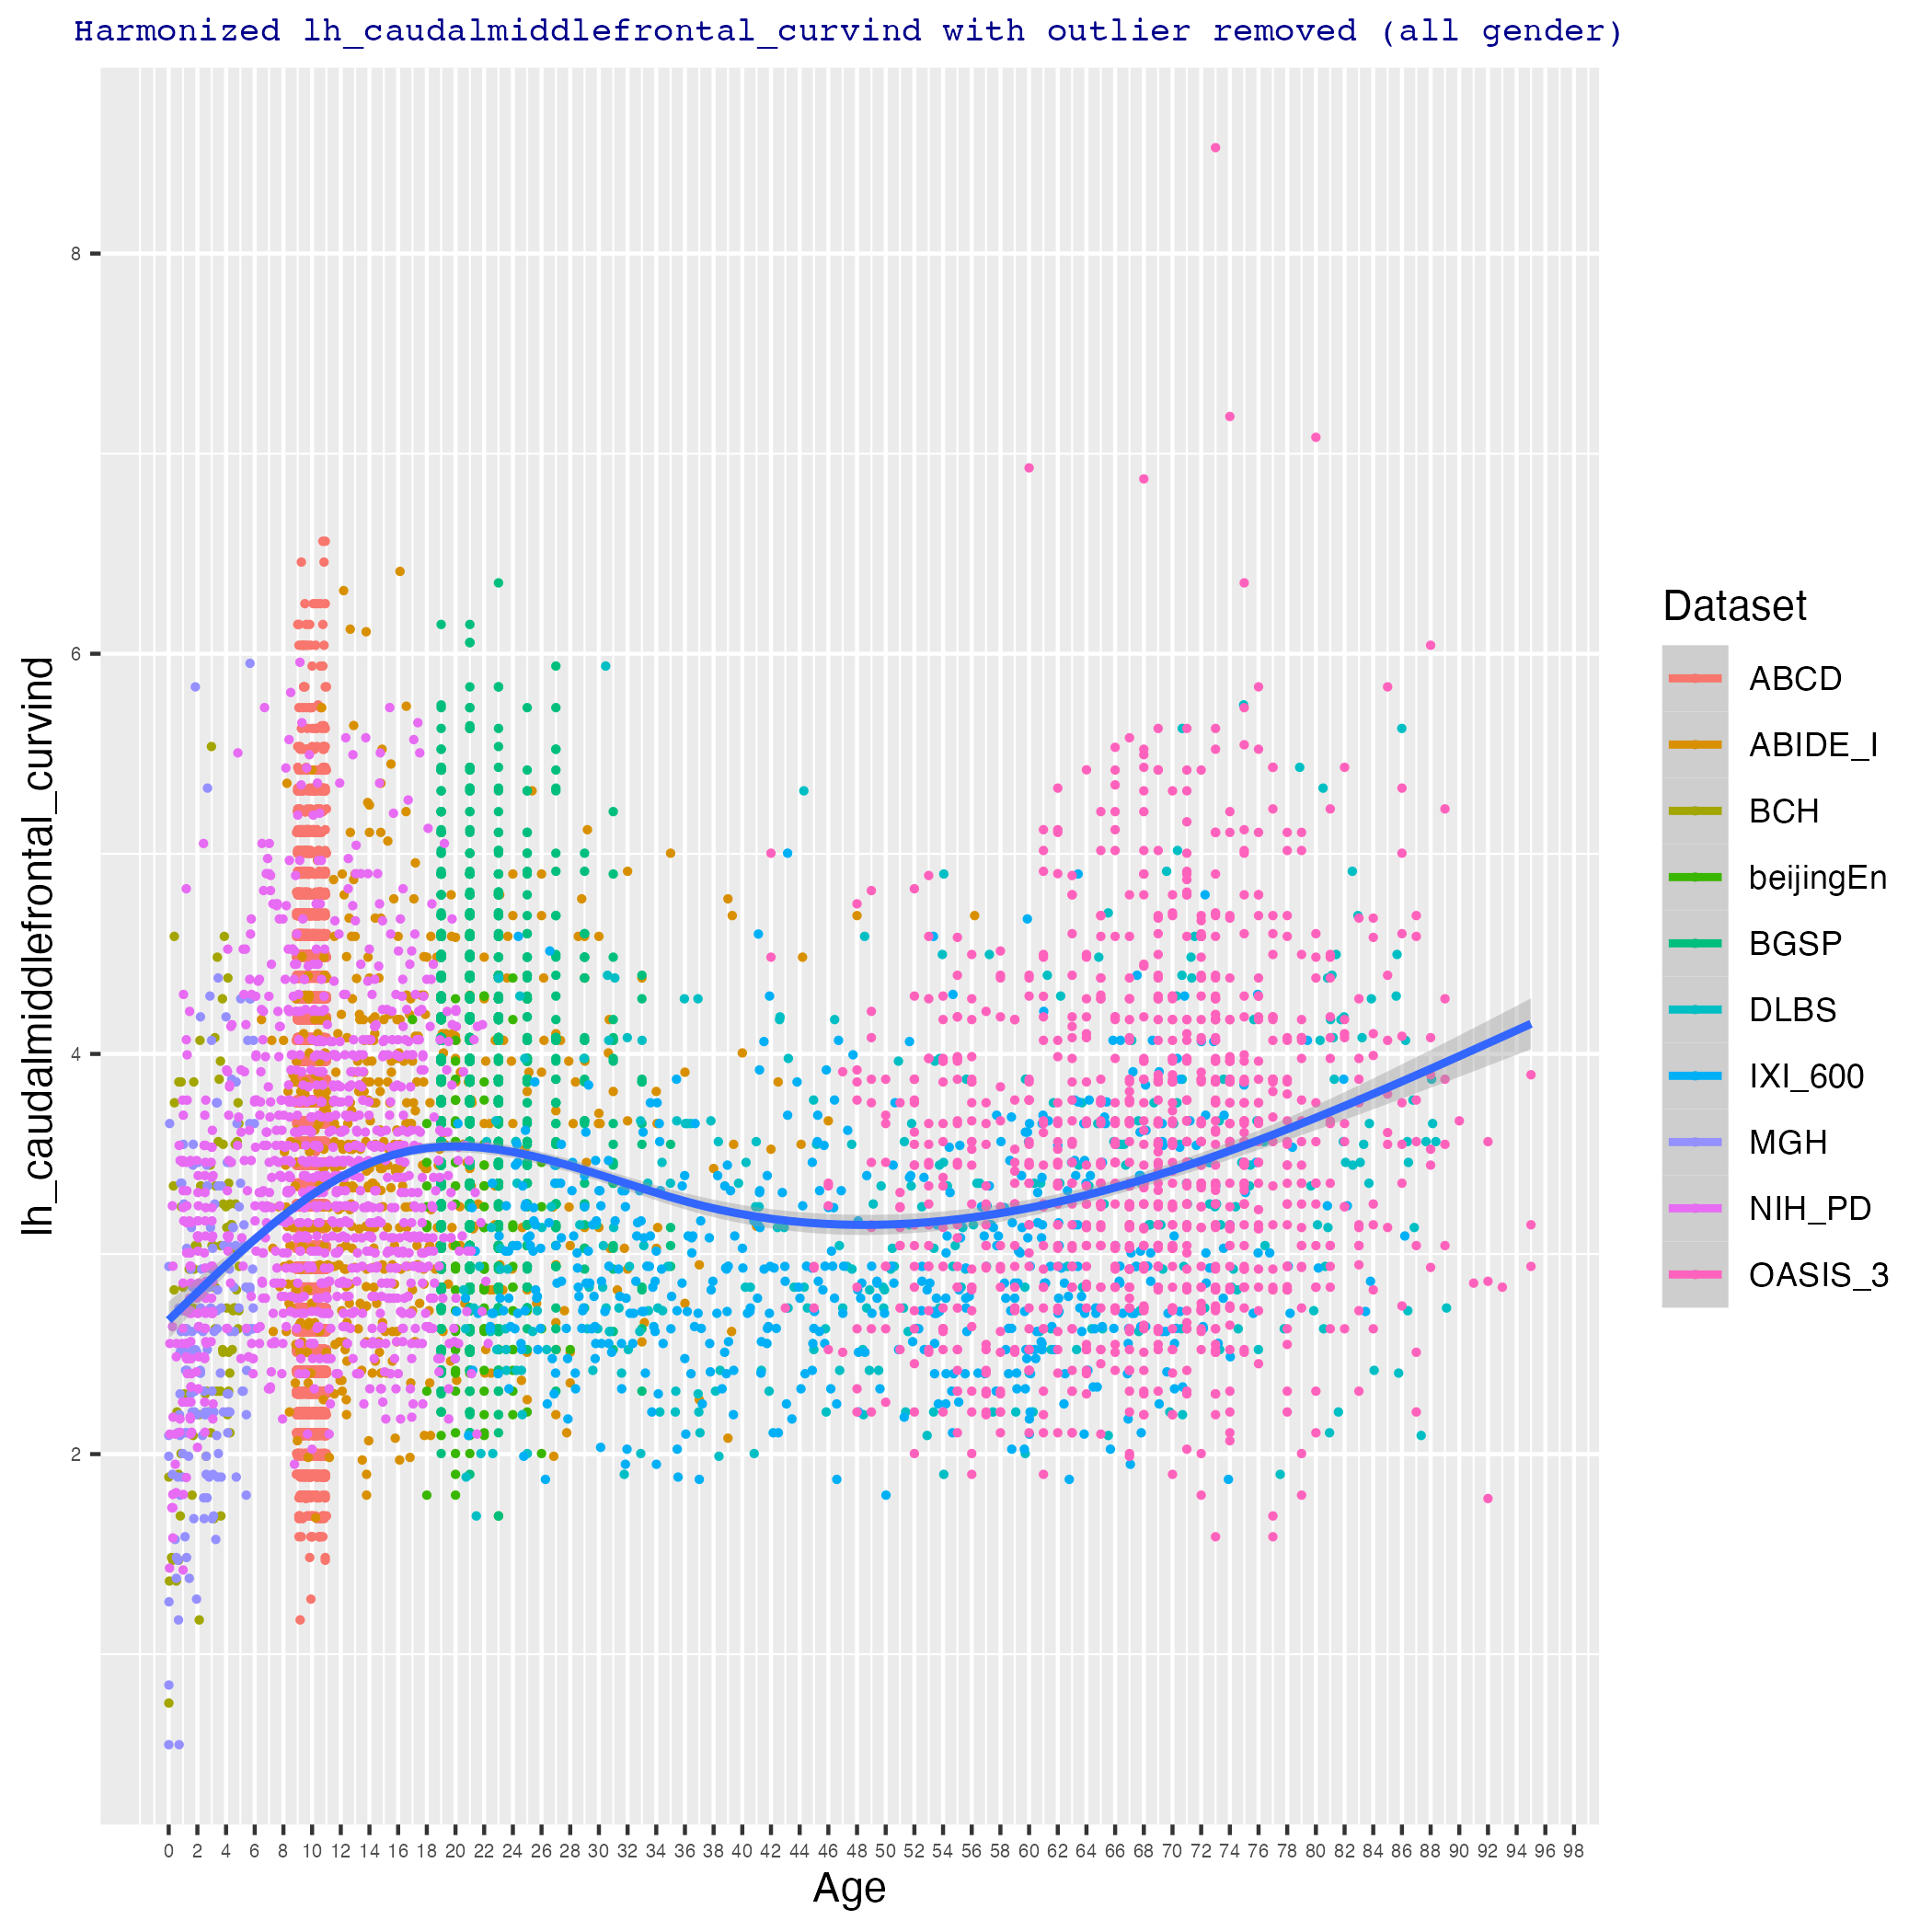 Harmonized lh_caudalmiddlefrontal_curvind with outlier removed (all gender)
lh_caudalmiddlefrontal_curvind
8
6
4
2
0 2 4 6 8 10 12 14 16 18 20 22 24 26 28 30 32 34 36 38 40 42 44 46 48 50 52 54 56 58 60 62 64 66 68 70 72 74 76 78 80 82 84 86 88 90 92 94 96 98
Age
Dataset
ABCD
ABIDE_I
BCH
beijingEn
BGSP
DLBS
IXI_600
MGH
NIH_PD
OASIS_3